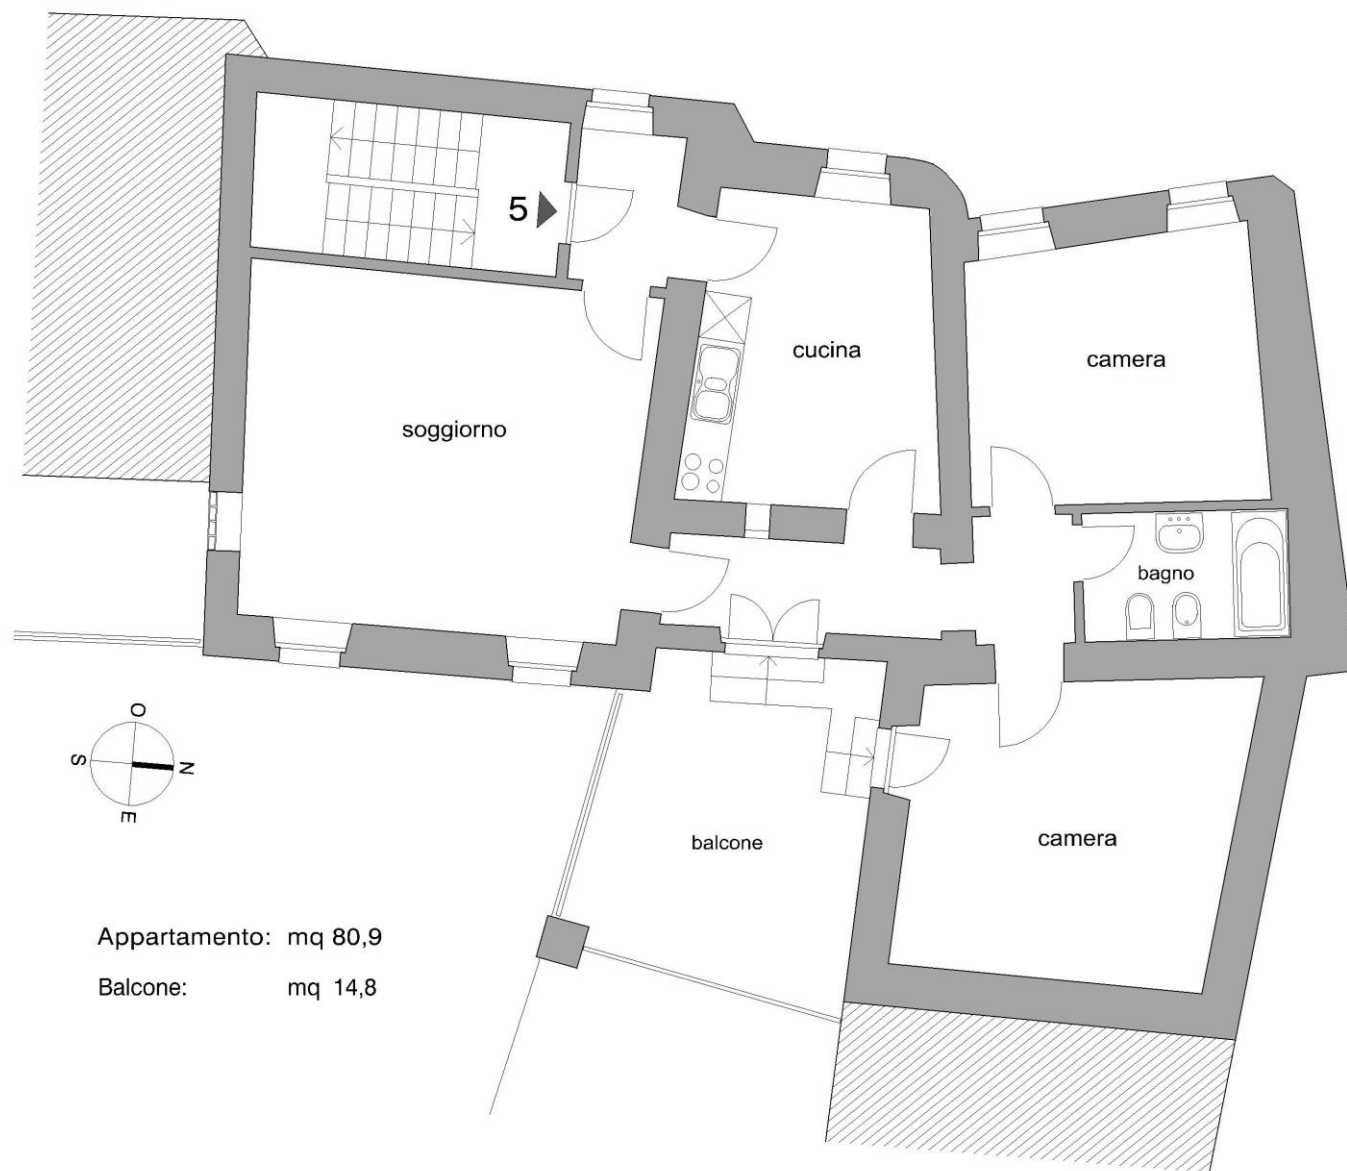 5
cucina
camera
soggiorno
bagno
O
S
N
E
balcone
camera
Appartamento: mq 80,9
Balcone: mq 14,8